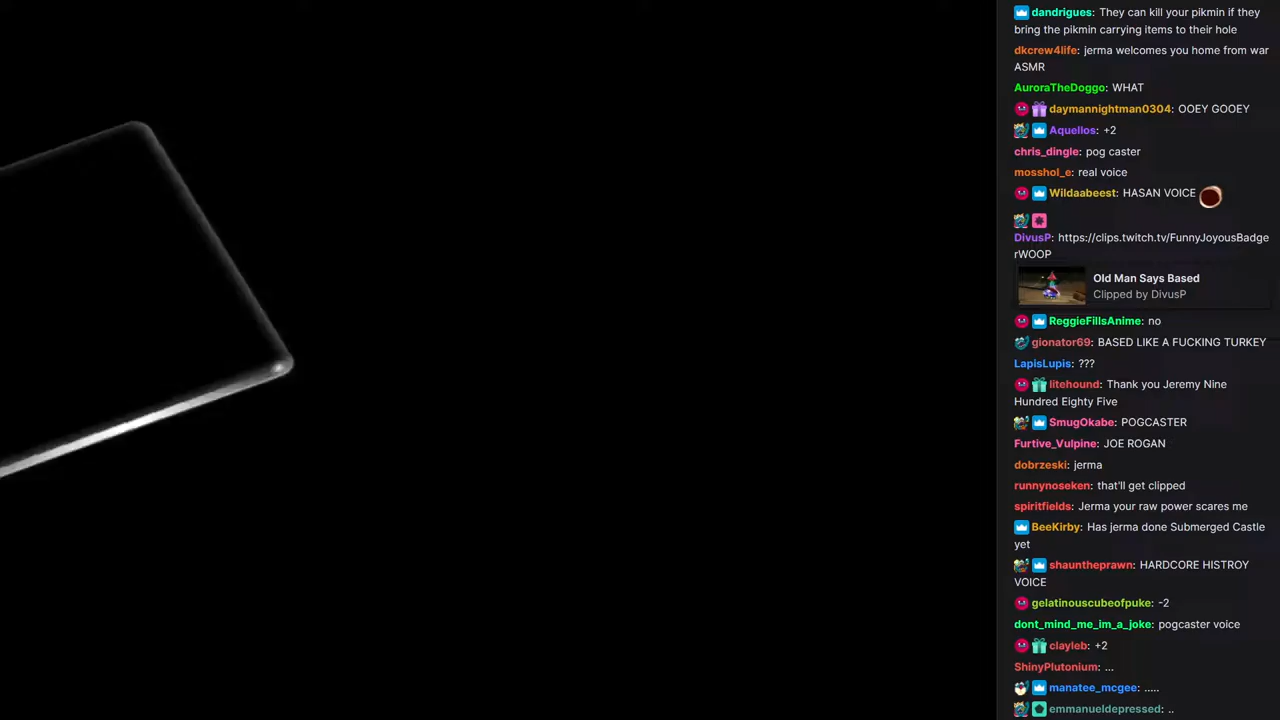 dandrigues: They can kill your pikmin if they
bring the pikmin carrying items to their hole
dkcrew4life: jerma welcomes you home from war
ASMR
AuroraTheDoggo: WHAT
daymannightman0304: OOEY GOOEY
Aquellos: +2
chris_dingle: pog caster
mosshol_e: real voice
Wildaabeest: HASAN VOICE
DivusP: https://clips.twitch.tv/FunnyJoyousBadge
rWOOP
Old Man Says Based
Clipped by DivusP
ReggieFillsAnime: no
gionator69: BASED LIKE A FUCKING TURKEY
LapisLupis: ???
litehound: Thank you Jeremy Nine
Hundred Eighty Five
SmugOkabe: POGCASTER
Furtive_Vulpine: JOE ROGAN
dobrzeski: jerma
runnynoseken: that'll get clipped
spiritfields: Jerma your raw power scares me
BeeKirby: Has jerma done Submerged Castle
yet
shauntheprawn: HARDCORE HISTROY
VOICE
gelatinouscubeofpuke: -2
dont_mind_me_im_a_joke: pogcaster voice
clayleb: +2
ShinyPlutonium: ...
manatee_mcgee: .....
emmanueldepressed: ..